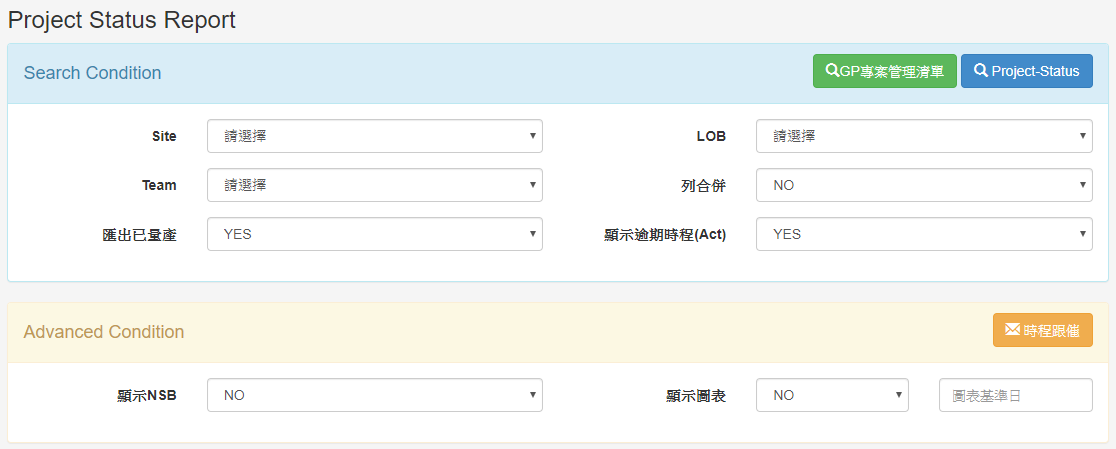 Project Status Report
Search Condition GP專案管理清單 Project-Status
Site 請選擇 LOB 請選擇
Team 請選擇 列合併 NO
匯出已量產 YES 顯示逾期時程(Act) YES
Advanced Condition 時程跟催
顯示NSB NO 顯示圖表 NO 圖表基準日